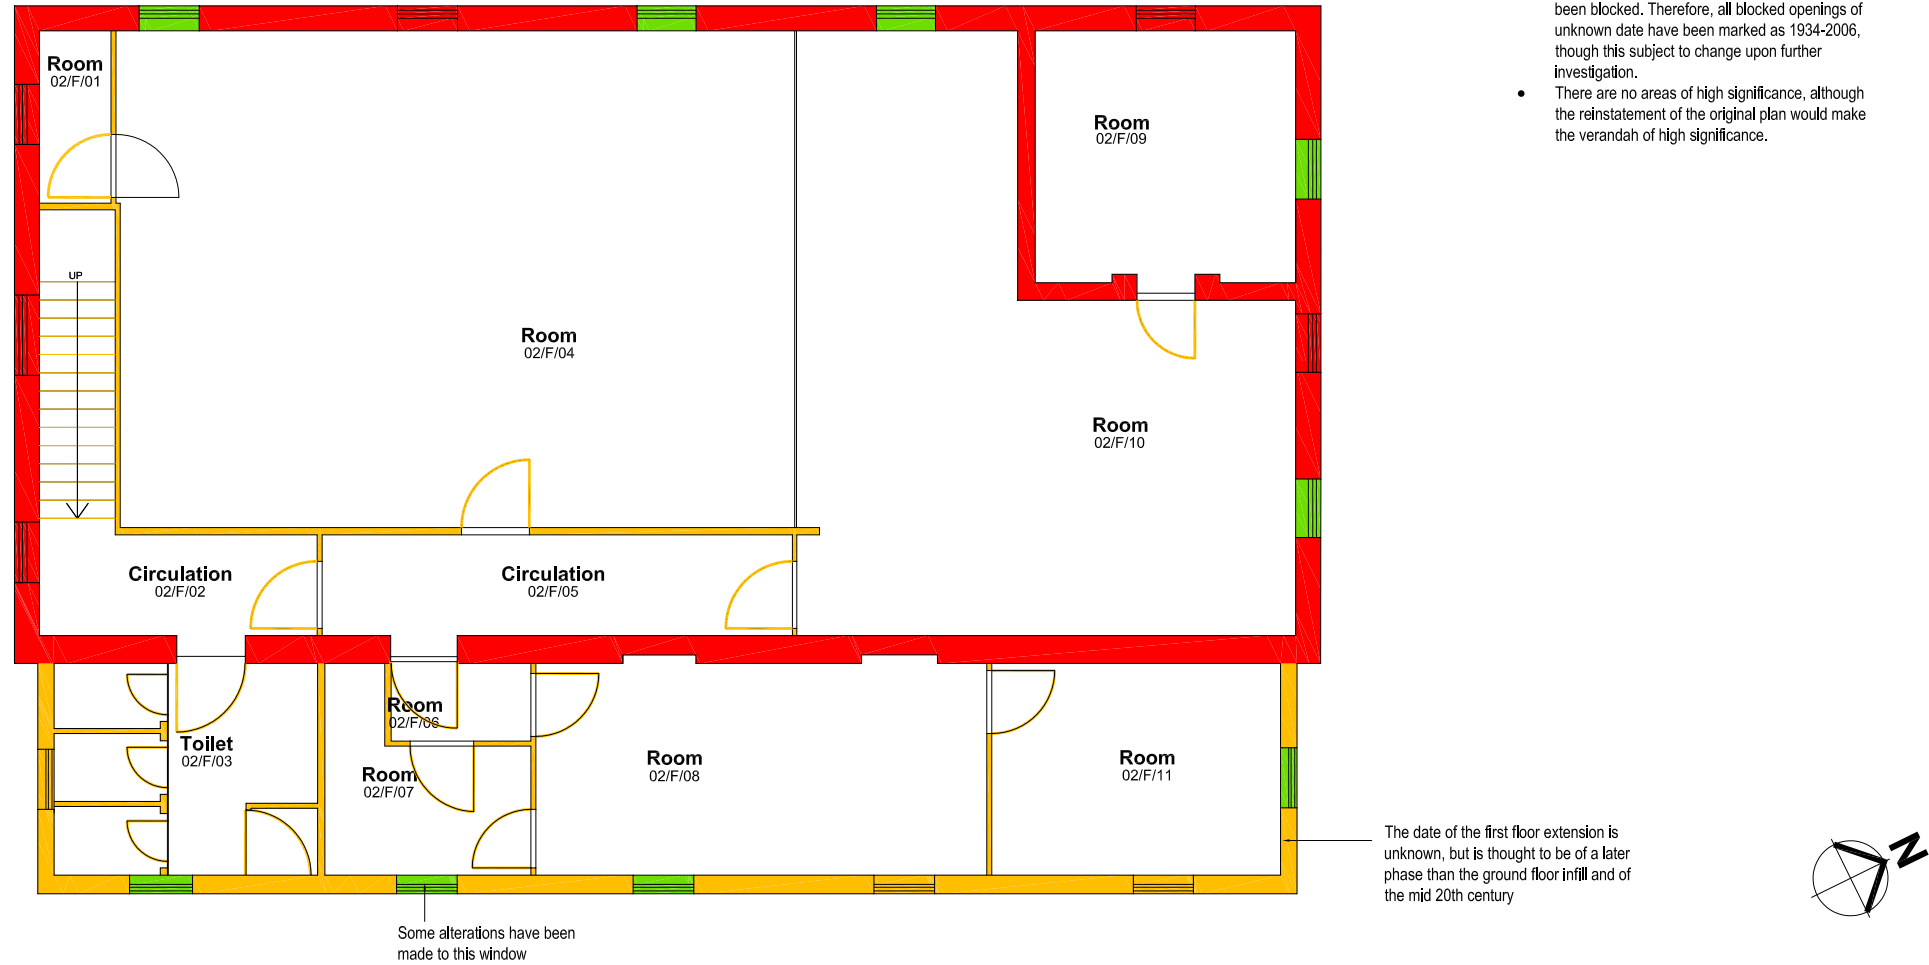 been blocked. Therefore, all blocked openings of
unknown date have been marked as 1934-2006,
though this subject to change upon further
investigation.
• There are no areas of high significance, although
the reinstatement of the original plan would make
the verandah of high significance.
Room
02/F/01
Room
02/F/09
UP
Room
02/F/04
Room
02/F/10
Circulation
02/F/02
Circulation
02/F/05
Room
02/F/06
Toilet
02/F/03
Room
02/F/07
Room
02/F/08
Room
02/F/11
The date of the first floor extension is
unknown, but is thought to be of a later
phase than the ground floor infill and of
the mid 20th century
N
Some alterations have been
made to this window